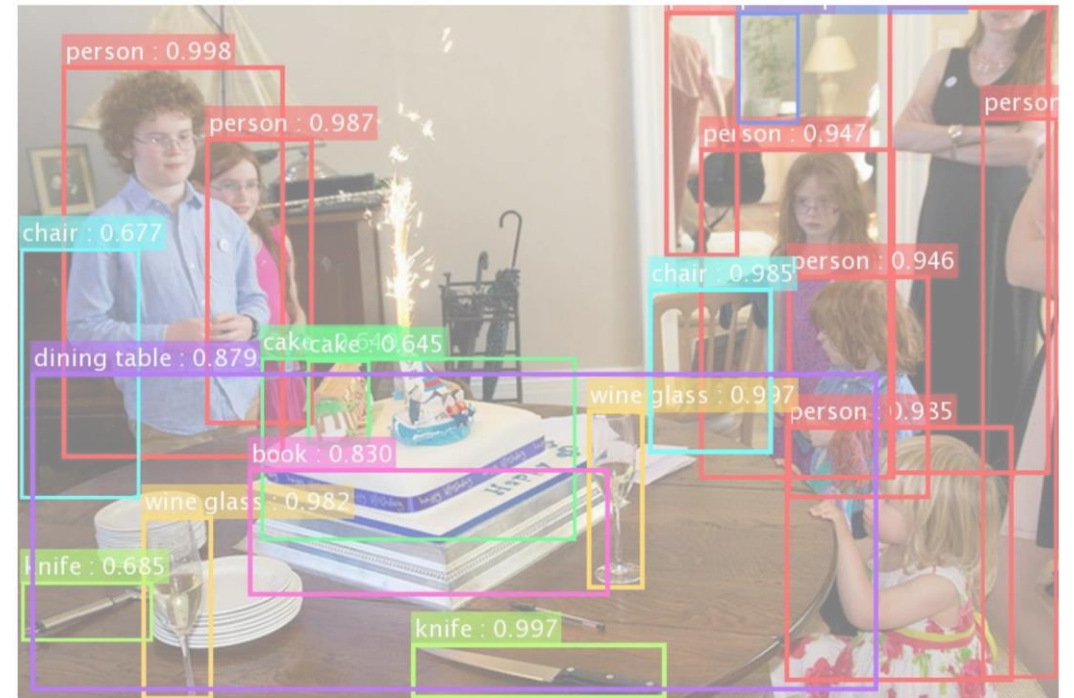 person : 0.998
person : 0.987
person
person : 0.947
chair : 0.677
chair : 0.985
person : 0.946
cake
cake : 0.645
dining table : 0.879
wine glass : 0.997
person : 0.985
book : 0.830
wine glass : 0.982
knife : 0.685
knife : 0.997